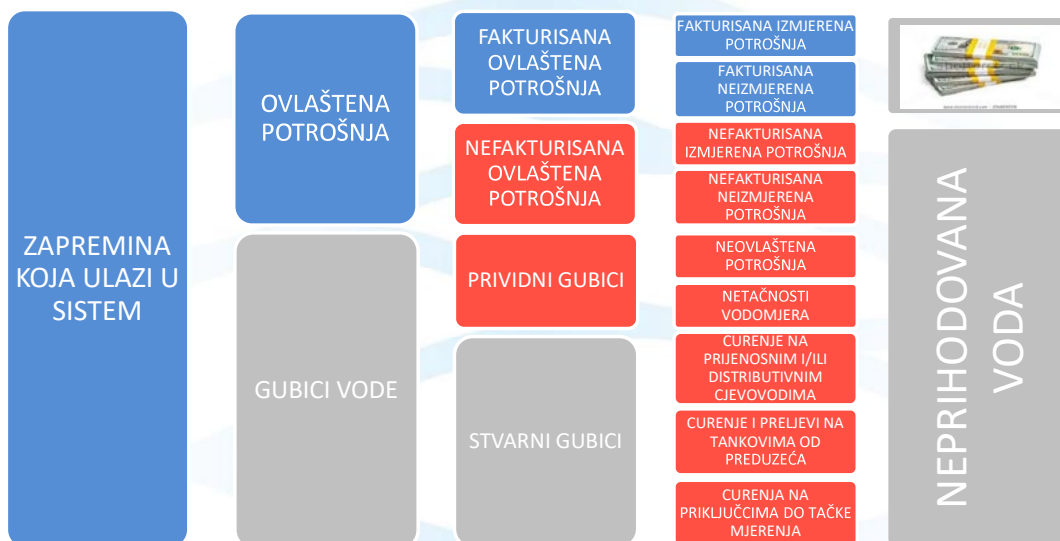 ZAPREMINA
KOJA ULAZI U
SISTEM
OVLAŠTENA
POTROŠNJA
GUBICI VODE
FAKTURISANA
OVLAŠTENA
POTROŠNJA
NEFAKTURISANA
OVLAŠTENA
POTROŠNJA
PRIVIDNI GUBICI
STVARNI GUBICI
FAKTURISANA IZMJERENA
POTROŠNJA
FAKTURISANA
NEIZMJERENA
POTROŠNJA
NEFAKTURISANA
IZMJERENA POTROŠNJA
NEFAKTURISANA
NEIZMJERENA
POTROŠNJA
NEOVLAŠTENA
POTROŠNJA
NETAČNOSTI
VODOMJERA
CURENJE NA
PRIJENOSNIM I/ILI
DISTRIBUTIVNIM
CJEVOVODIMA
CURENJE I PRELJEVI NA
TANKOVIMA OD
PREDUZEĆA
CURENJA NA
PRIKLJUČCIMA DO TAČKE
MJERENJA
NEPRIHODOVANA
VODA